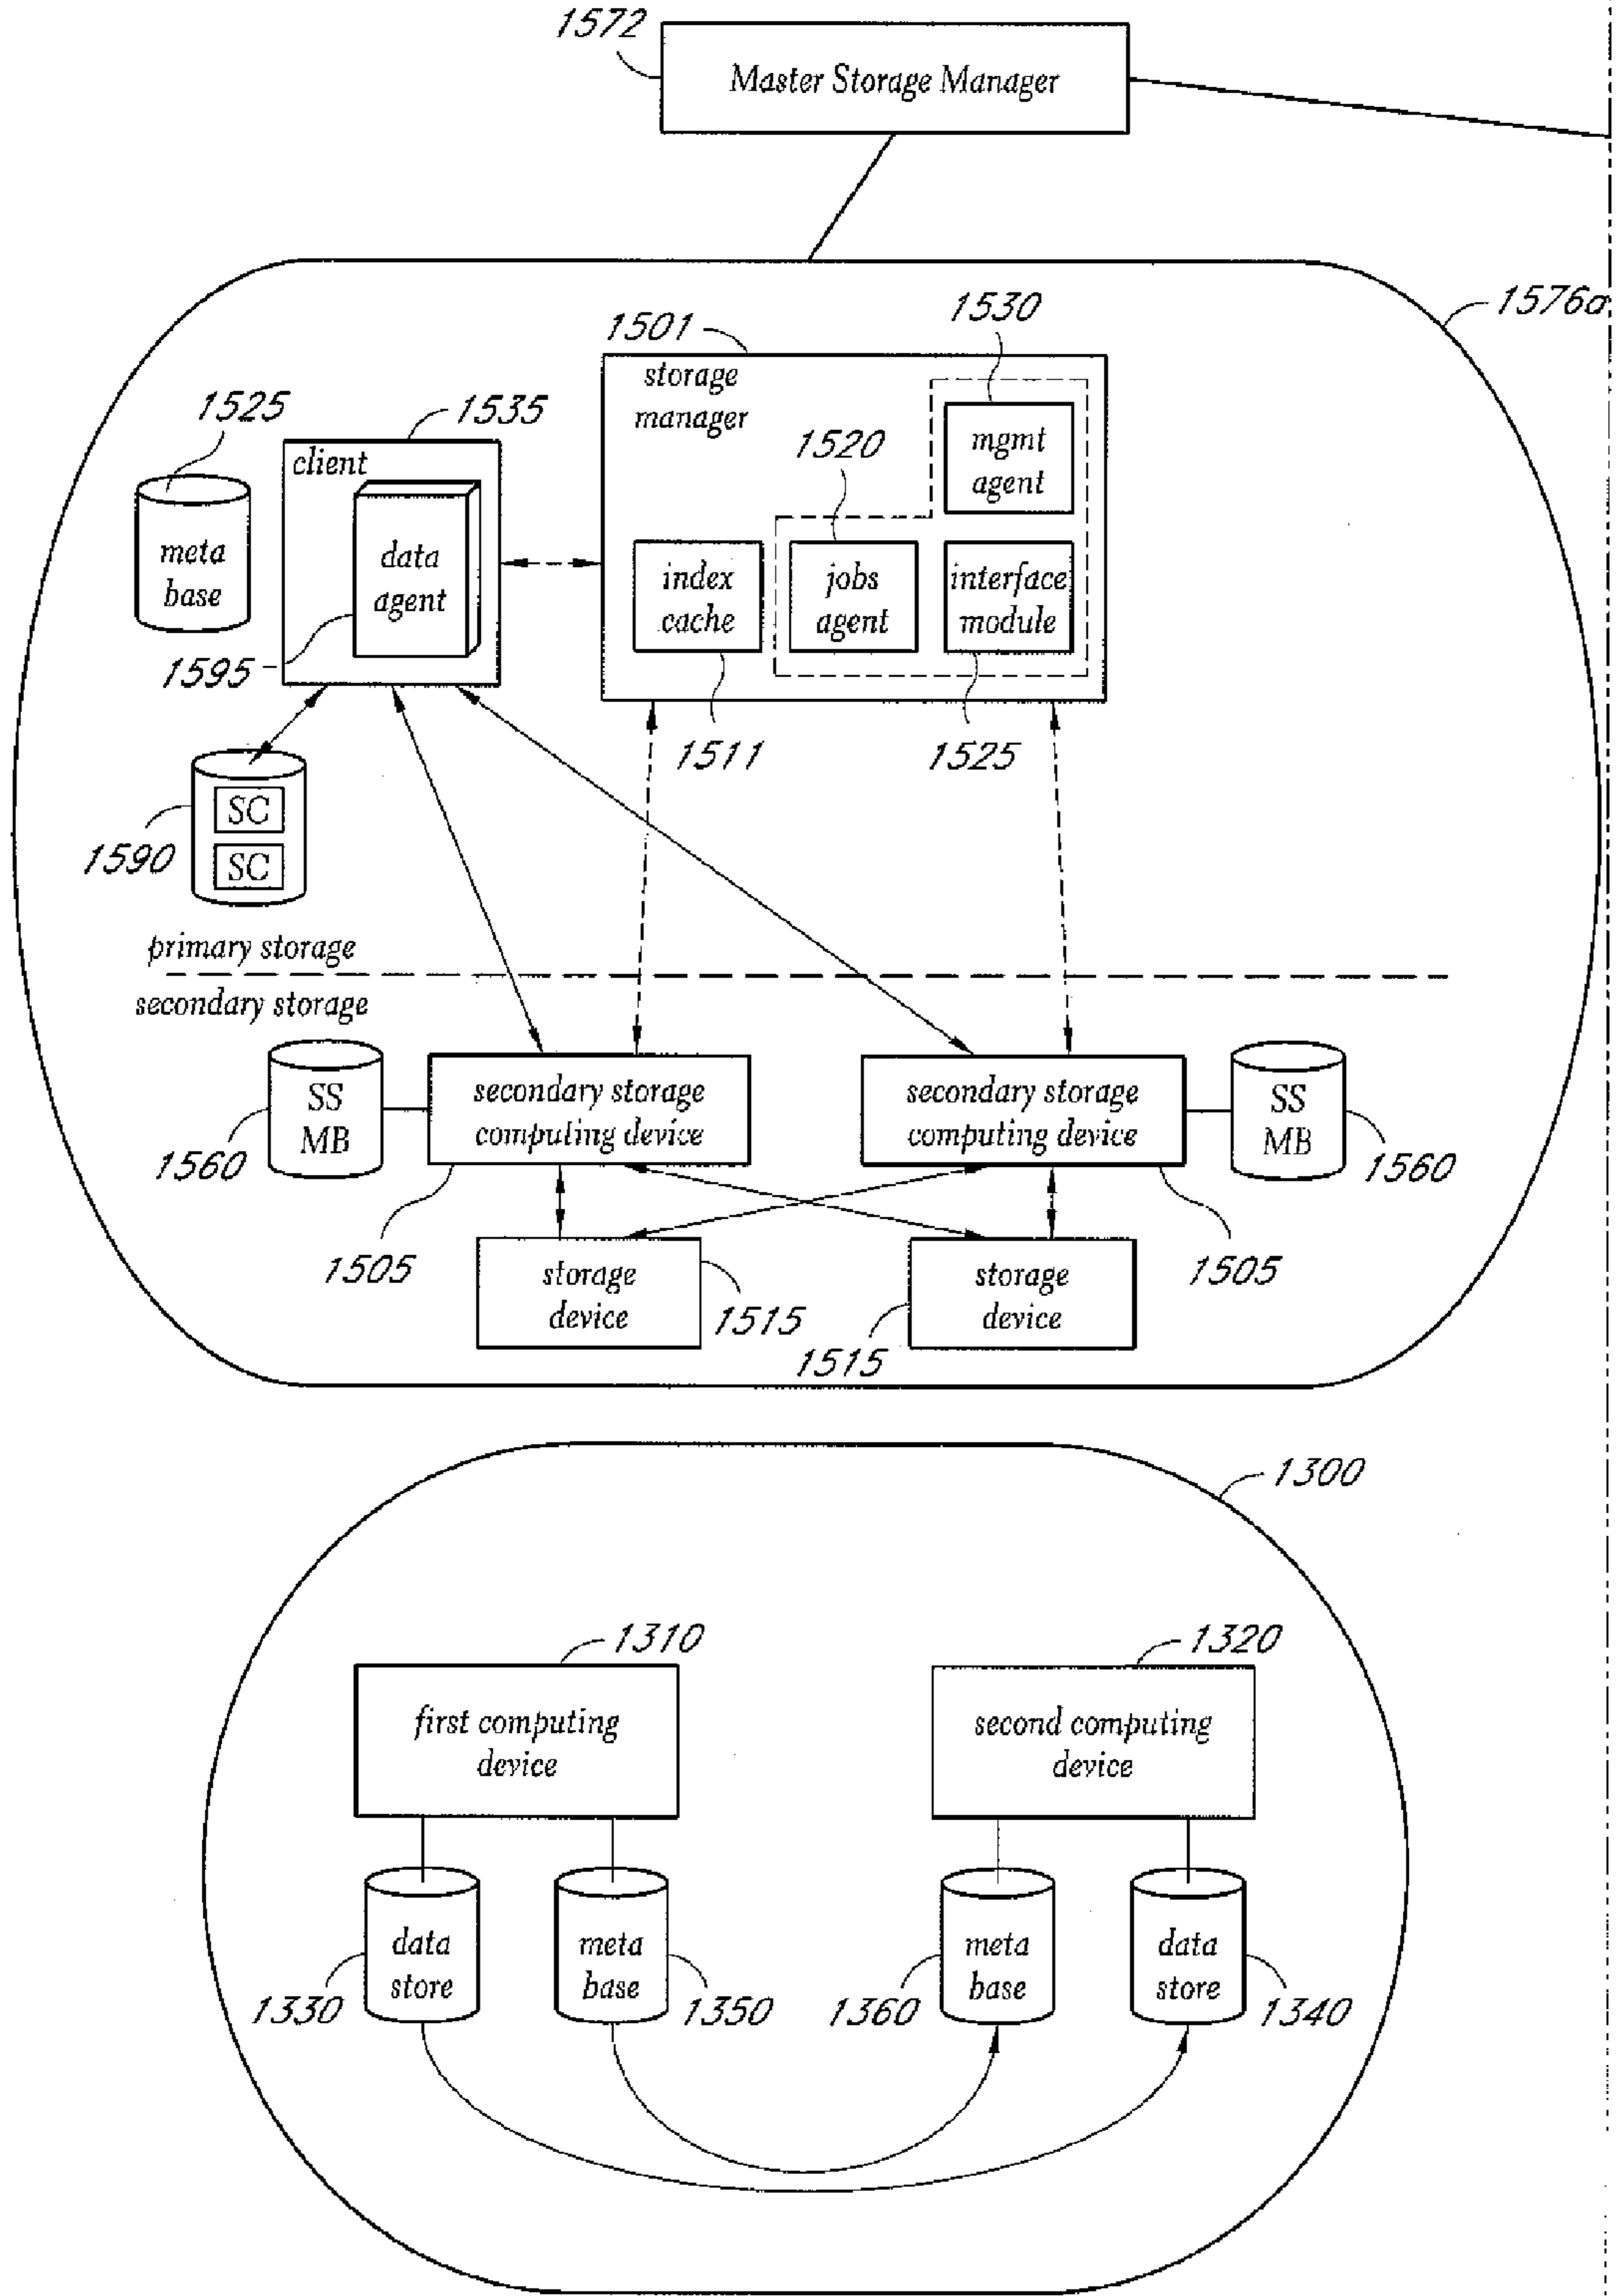 1572
Master Storage Manager
1576a
1530
1501
storage
manager
mgmt
agent
1520
1525
1535
client
meta
base
data
agent
index
cache
jobs
agent
interface
module
1595
1511
1525
SC
SC
1590
primary storage
secondary storage
SS
MB
secondary storage
computing device
secondary storage
computing device
SS
MB
1560
1560
1505
storage
device
1515
storage
device
1505
1515
1300
1310
1320
first computing
device
second computing
device
data
store
meta
base
meta
base
data
store
1330
1350
1360
1340